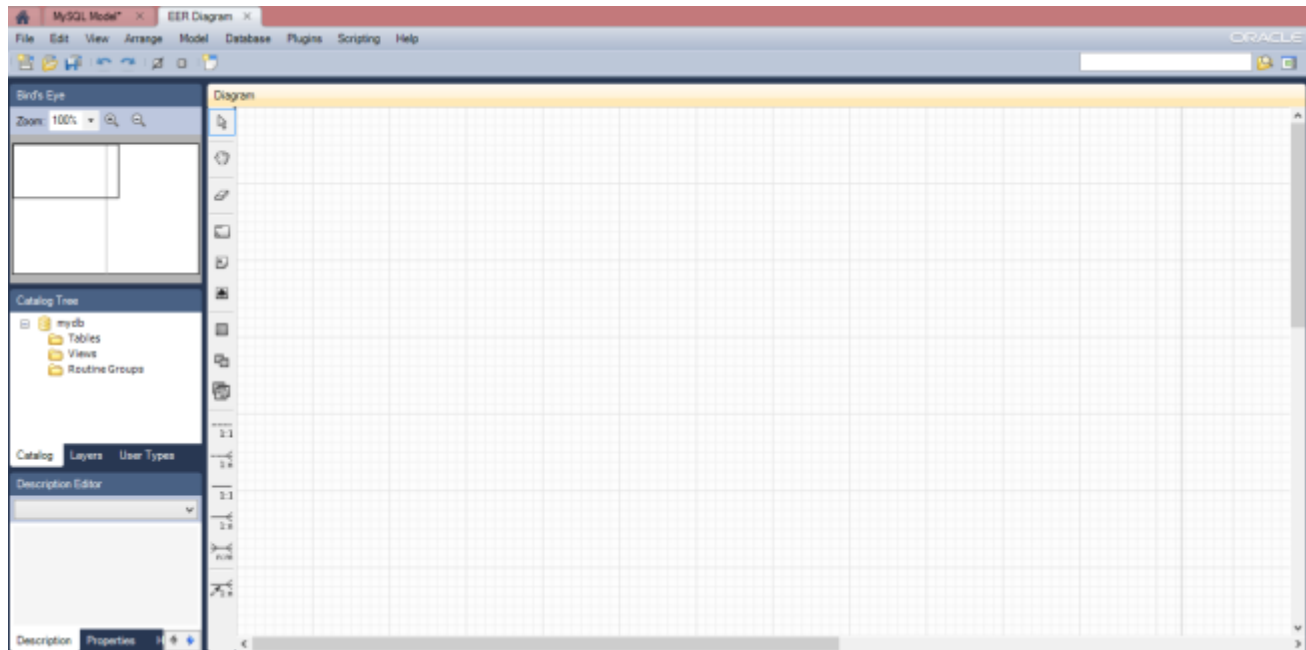 MySQL Model* × EER Diagram ×
File Edit View Arrange Model Database Plugins Scripting Help
ORACLE
Bird's Eye
Zoom: 100%
Diagram
Catalog Tree
mydb
Tables
Views
Routine Groups
Catalog Layers User Types
Description Editor
Description Properties H
1:1
1:n
1:1
1:n
n:m
1:n